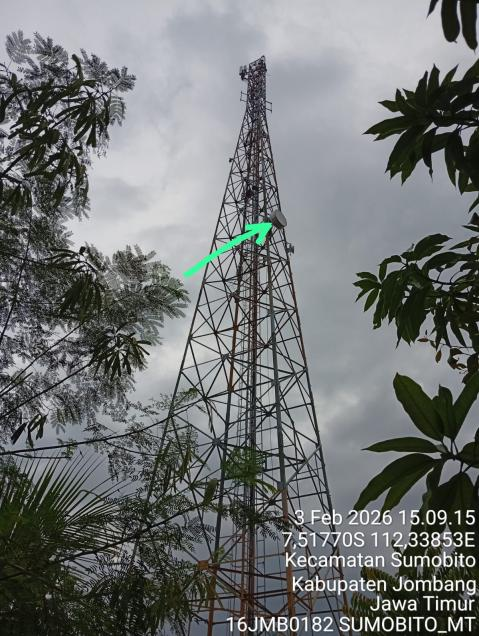 3 Feb 2026 15.09.15
7,51770S 112,33853E
Kecamatan Sumobito
Kabupaten Jombang
Jawa Timur
16JMB0182 SUMOBITO_MT